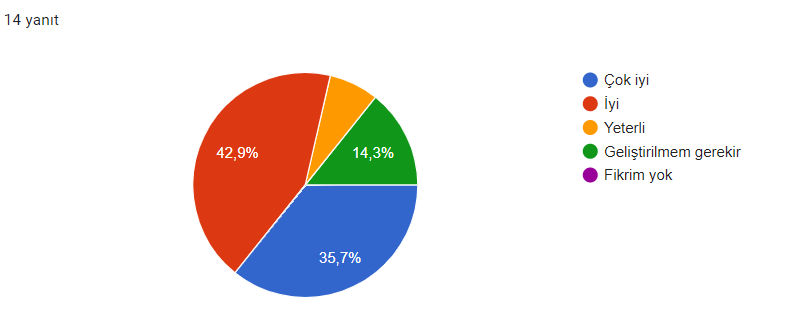 14 yanıt
Çok iyi
İyi
Yeterli
Geliştirilmem gerekir
Fikrim yok
42,9%
14,3%
35,7%